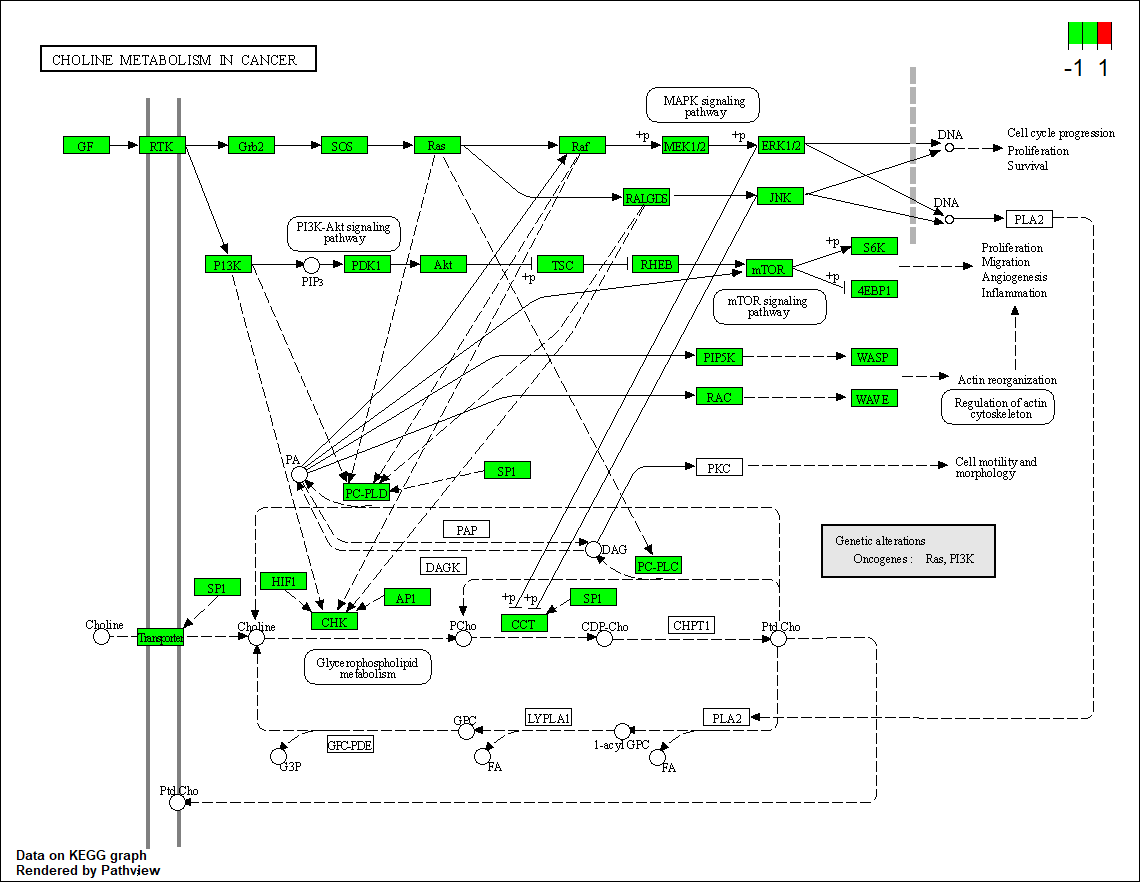 CHOLINE METABOLISM IN CANCER
-1 1
MAPK signaling
pathway
GF
RTK
Grb2
SOS
Ras
Raf
+p
MEK1/2
+p
ERK1/2
DNA
Cell cycle progression
Proliferation
Survival
RALGDS
JNK
DNA
PLA2
PI3K-Akt signaling
pathway
P13K
PIP3
PDK1
Akt
+p
TSC
RHEB
mTOR
+p
S6K
+p
4EBP1
Proliferation
Migration
Angiogenesis
Inflammation
mTOR signaling
pathway
PIP5K
WASP
RAC
WAVE
Actin reorganization
Regulation of actin
cytoskeleton
PA
PC-PLD
SP1
PKC
Cell motility and
morphology
PAP
DAG
DAGK
PC-PLC
Genetic alterations
Oncogenes : Ras, PI3K
SP1
HIF1
AP1
+p
+p
SP1
CHK
CCT
Choline
Transporter
Choline
PCho
CDP-Cho
CHPT1
Ptd Cho
Glycerophospholipid
metabolism
GPC
LYPLA1
PLA2
GPC-PDE
1-acyl GPC
G3P
FA
FA
Ptd Cho
Data on KEGG graph
Rendered by Pathview